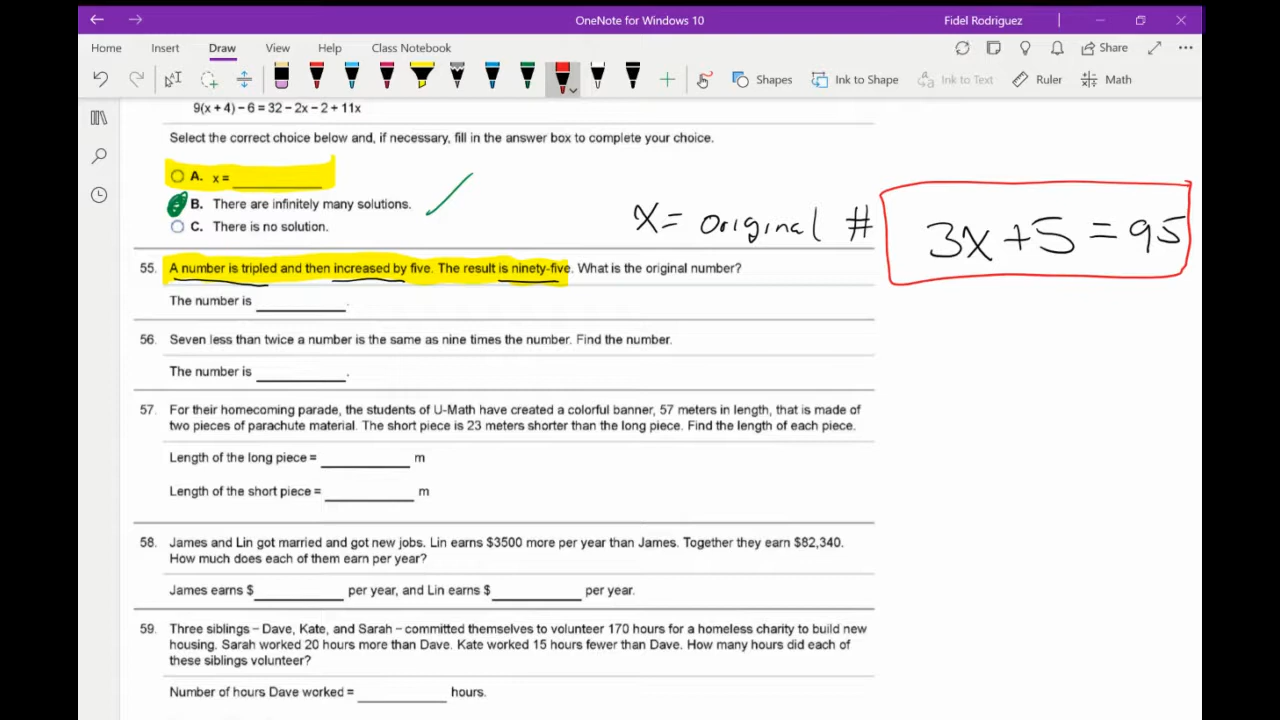 OneNote for Windows 10
Fidel Rodriguez
Home Insert Draw View Help Class Notebook
Share
Shapes Ink to Shape Ink to Text Ruler Math
9(x + 4) – 6 = 32 – 2x – 2 + 11x
Select the correct choice below and, if necessary, fill in the answer box to complete your choice.
A. x =
B. There are infinitely many solutions.
C. There is no solution.
x = original # 3x + 5 = 95
55. A number is tripled and then increased by five. The result is ninety-five. What is the original number?
The number is .
56. Seven less than twice a number is the same as nine times the number. Find the number.
The number is .
57. For their homecoming parade, the students of U-Math have created a colorful banner, 57 meters in length, that is made of
two pieces of parachute material. The short piece is 23 meters shorter than the long piece. Find the length of each piece.
Length of the long piece = m
Length of the short piece = m
58. James and Lin got married and got new jobs. Lin earns $3500 more per year than James. Together they earn $82,340.
How much does each of them earn per year?
James earns $ per year, and Lin earns $ per year.
59. Three siblings – Dave, Kate, and Sarah – committed themselves to volunteer 170 hours for a homeless charity to build new
housing. Sarah worked 20 hours more than Dave. Kate worked 15 hours fewer than Dave. How many hours did each of
these siblings volunteer?
Number of hours Dave worked = hours.